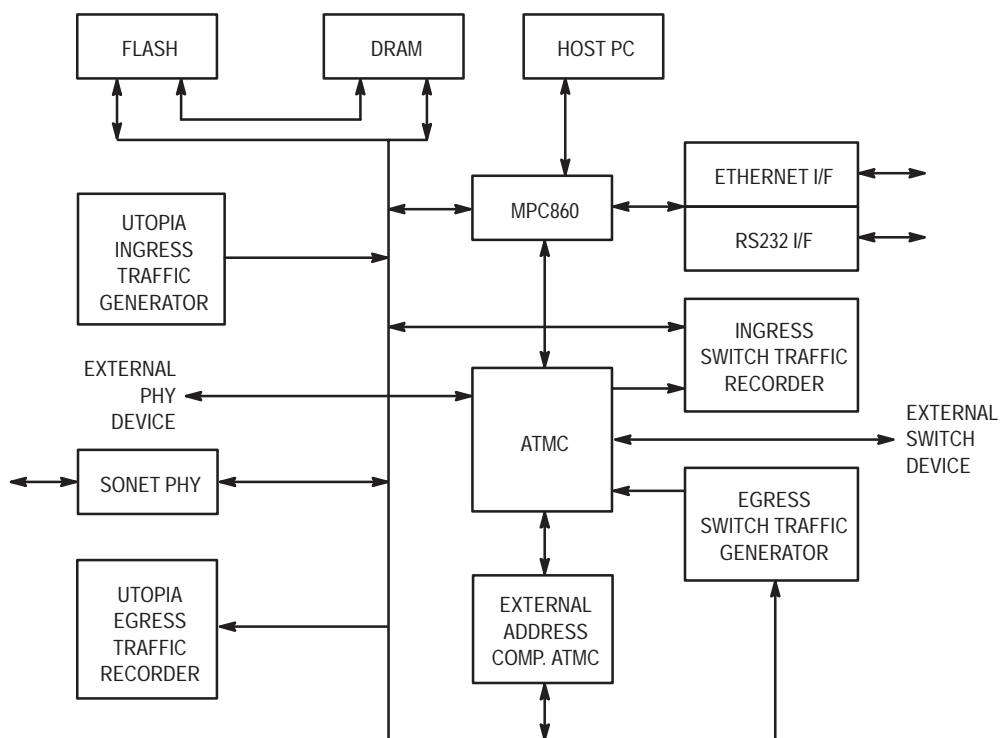 FLASH
DRAM
HOST PC
UTOPIA
INGRESS
TRAFFIC
GENERATOR
MPC860
ETHERNET I/F
RS232 I/F
INGRESS
SWITCH TRAFFIC
RECORDER
EXTERNAL
PHY
DEVICE
ATMC
EXTERNAL
SWITCH
DEVICE
SONET PHY
EGRESS
SWITCH TRAFFIC
GENERATOR
UTOPIA
EGRESS
TRAFFIC
RECORDER
EXTERNAL
ADDRESS
COMP. ATMC